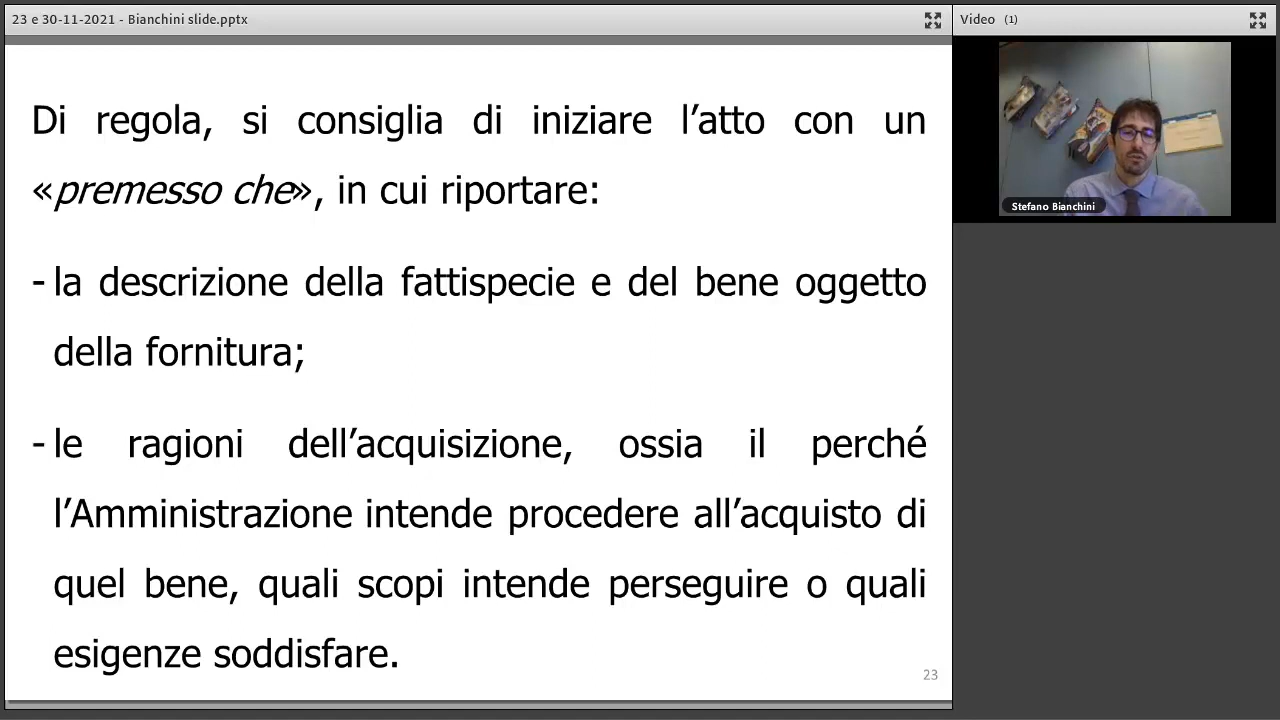 23 e 30-11-2021 - Bianchini slide.pptx
Video (1)
Di regola, si consiglia di iniziare l’atto con un
«premesso che», in cui riportare:
- la descrizione della fattispecie e del bene oggetto
della fornitura;
- le ragioni dell’acquisizione, ossia il perché
l’Amministrazione intende procedere all’acquisto di
quel bene, quali scopi intende perseguire o quali
esigenze soddisfare.
23
Stefano Bianchini